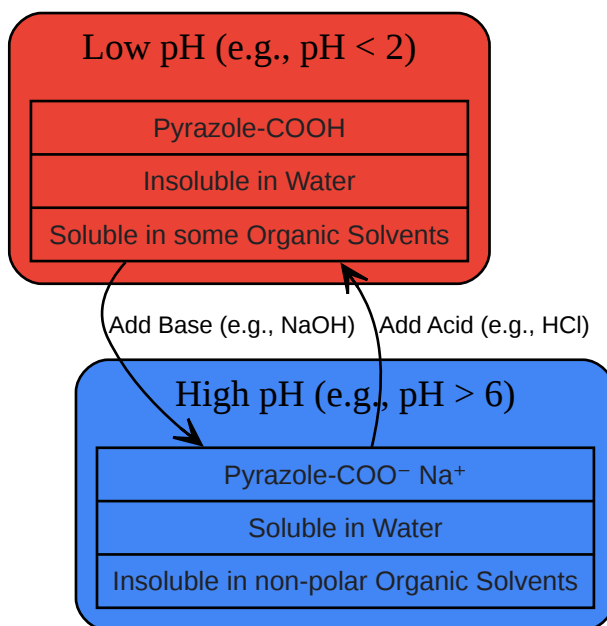 Low pH (e.g., pH < 2)
Pyrazole-COOH
Insoluble in Water
Soluble in some Organic Solvents
Add Base (e.g., NaOH)
Add Acid (e.g., HCl)
High pH (e.g., pH > 6)
Pyrazole-COO⁻ Na⁺
Soluble in Water
Insoluble in non-polar Organic Solvents